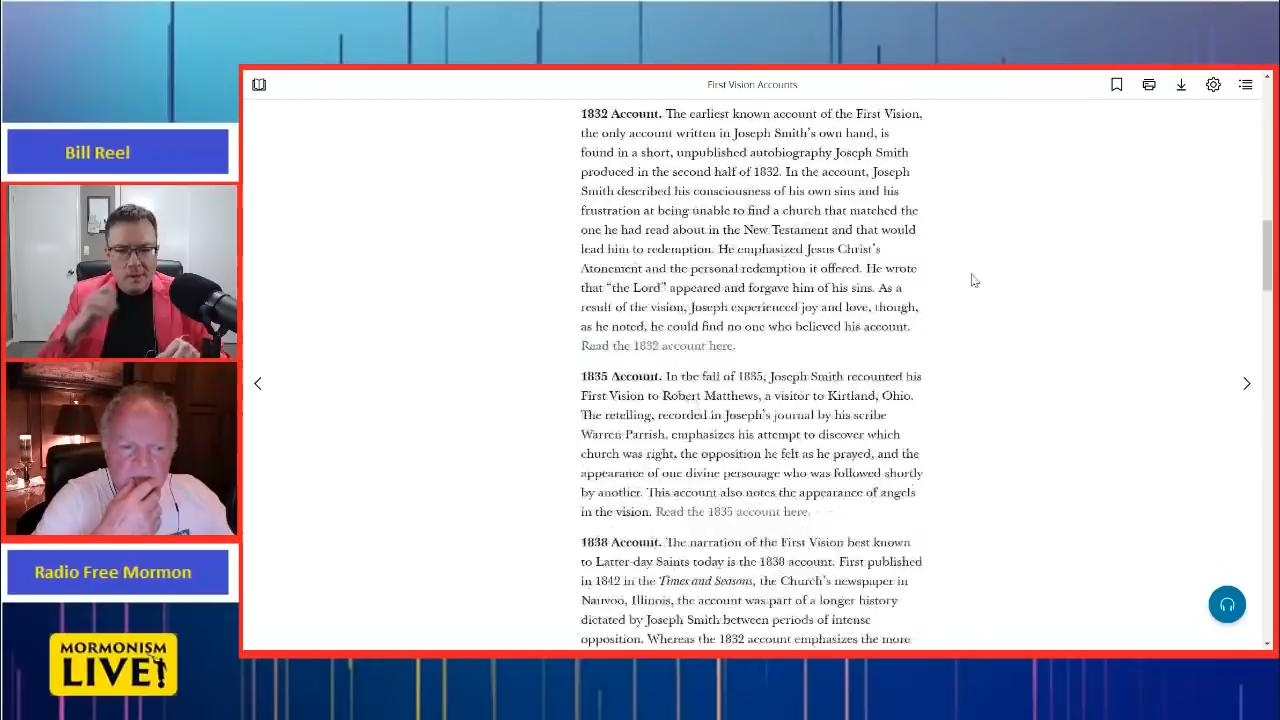 Bill Reel
Radio Free Mormon
MORMONISM
LIVE!
First Vision Accounts
1832 Account. The earliest known account of the First Vision,
the only account written in Joseph Smith's own hand, is
found in a short, unpublished autobiography Joseph Smith
produced in the second half of 1832. In the account, Joseph
Smith described his consciousness of his own sins and his
frustration at being unable to find a church that matched the
one he had read about in the New Testament and that would
lead him to redemption. He emphasized Jesus Christ's
Atonement and the personal redemption it offered. He wrote
that “the Lord” appeared and forgave him of his sins. As a
result of the vision, Joseph experienced joy and love, though,
as he noted, he could find no one who believed his account.
Read the 1832 account here.
1835 Account. In the fall of 1835, Joseph Smith recounted his
First Vision to Robert Matthews, a visitor to Kirtland, Ohio.
The retelling, recorded in Joseph's journal by his scribe
Warren Parrish, emphasizes his attempt to discover which
church was right, the opposition he felt as he prayed, and the
appearance of one divine personage who was followed shortly
by another. This account also notes the appearance of angels
in the vision. Read the 1835 account here.
1838 Account. The narration of the First Vision best known
to Latter-day Saints today is the 1838 account. First published
in 1842 in the Times and Seasons, the Church's newspaper in
Nauvoo, Illinois, the account was part of a longer history
dictated by Joseph Smith between periods of intense
opposition. Whereas the 1832 account emphasizes the more